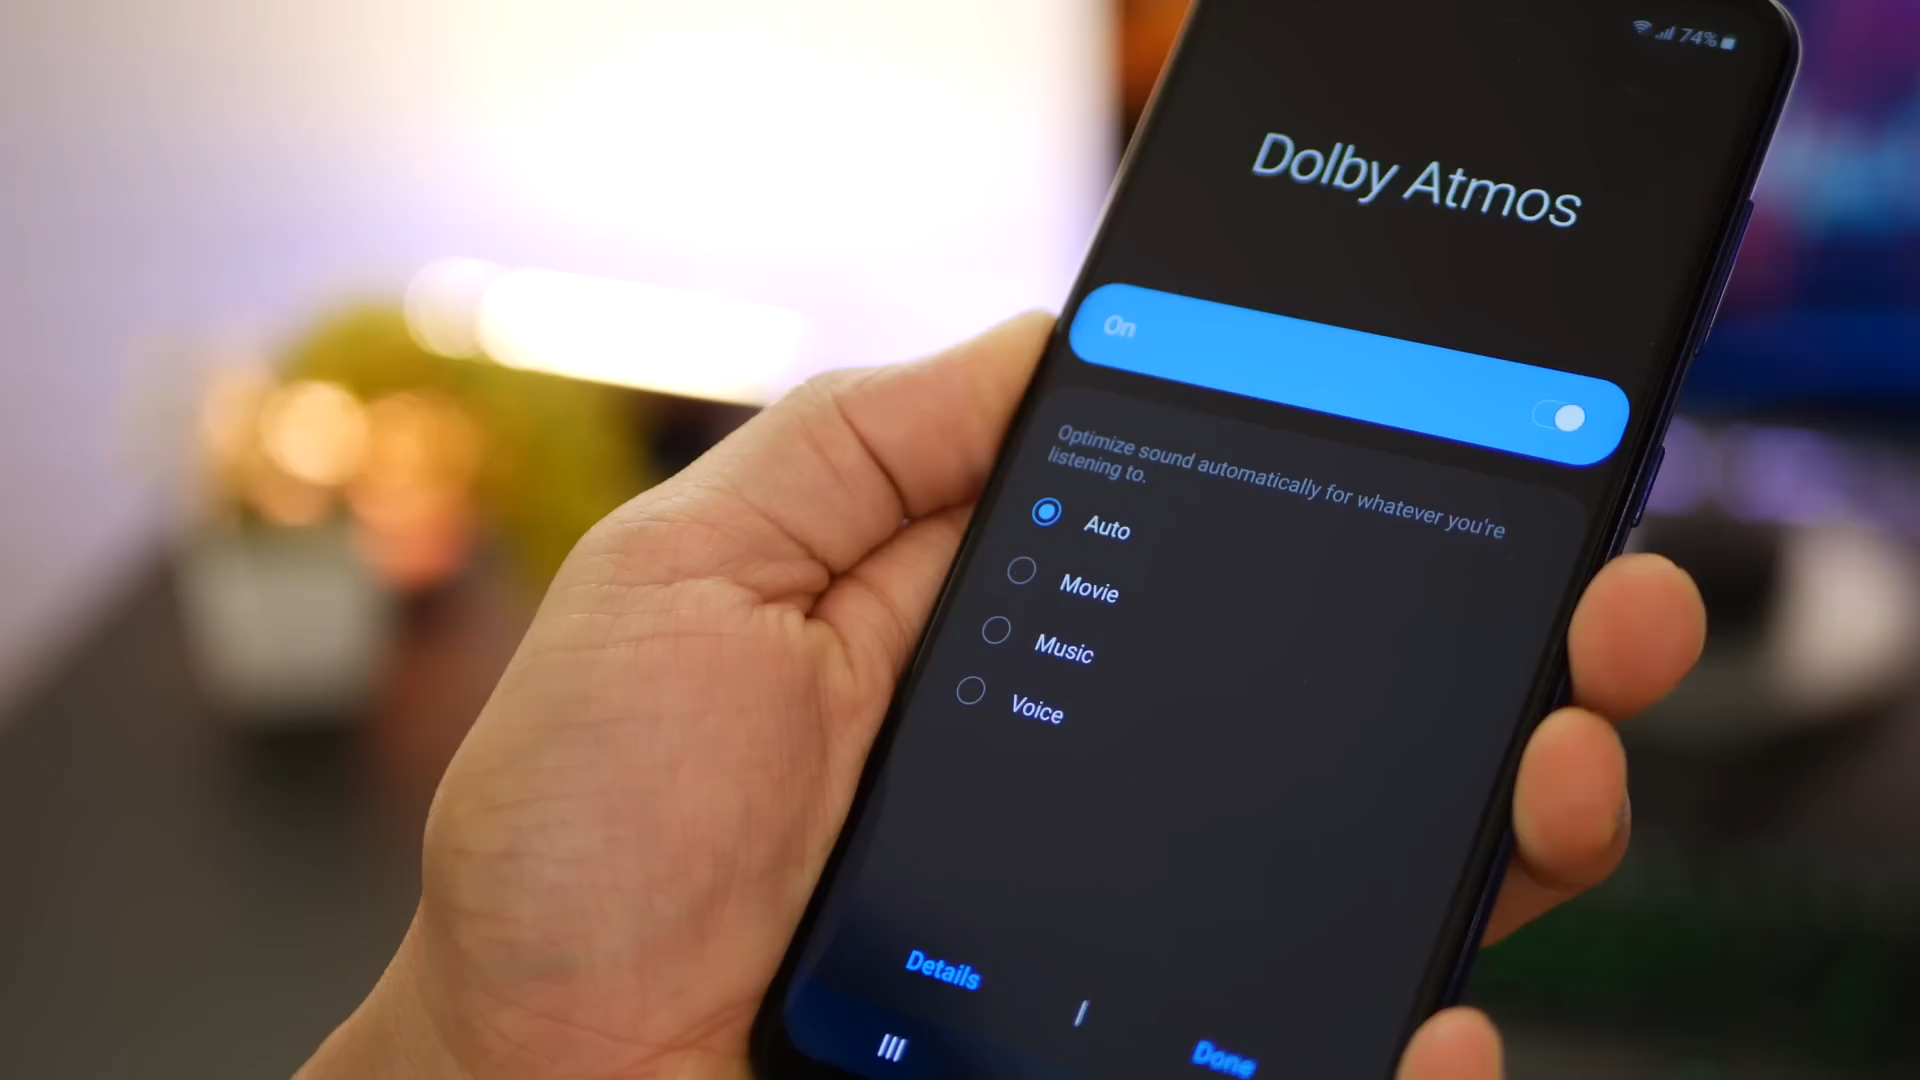 74%
Dolby Atmos
On
Optimize sound automatically for whatever you're
listening to.
Auto
Movie
Music
Voice
Details
Done